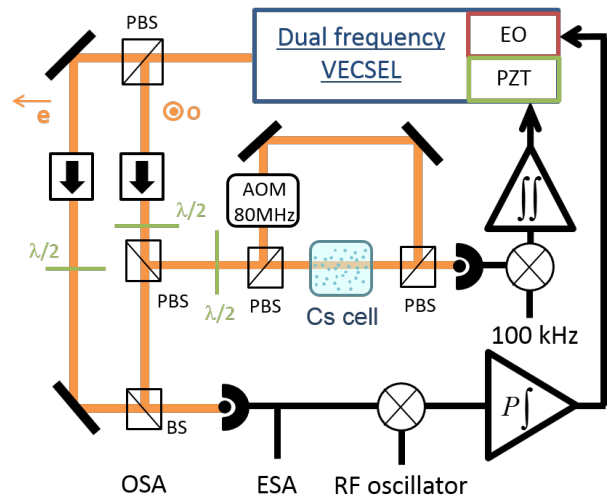 PBS
Dual frequency
VECSEL
EO
PZT
e
o
AOM
80MHz
∬
λ/2
λ/2
PBS
λ/2
PBS
Cs cell
PBS
100 kHz
P∫
BS
OSA
ESA
RF oscillator